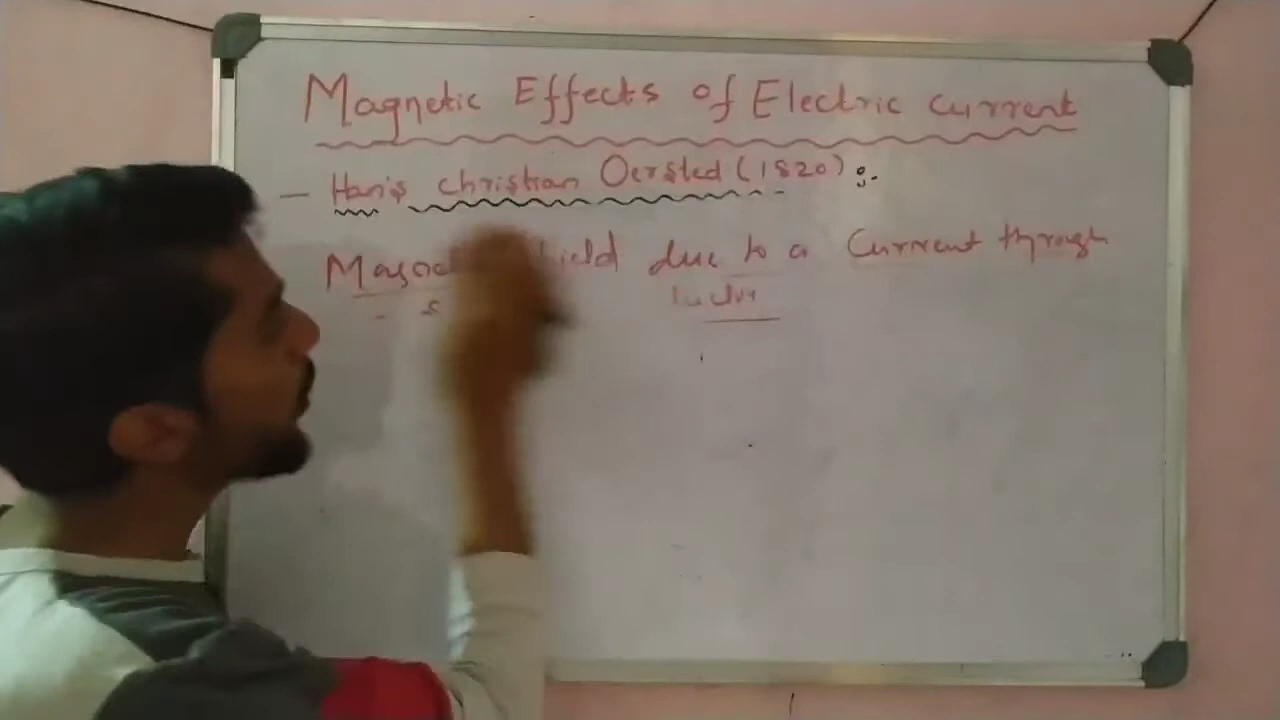 Magnetic Effects of Electric current
— Hans christian Oersted (1820):-
field due to a Current through